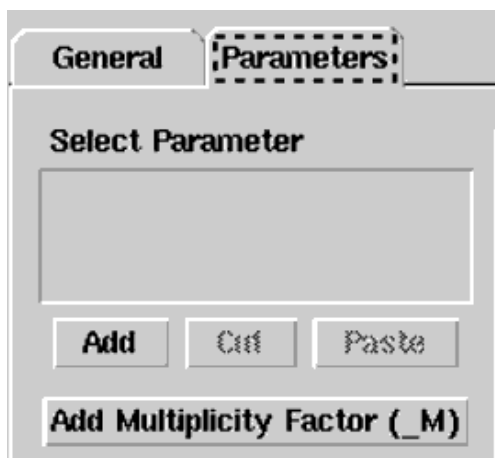 General Parameters
Select Parameter
Add Cut Paste
Add Multiplicity Factor (_M)